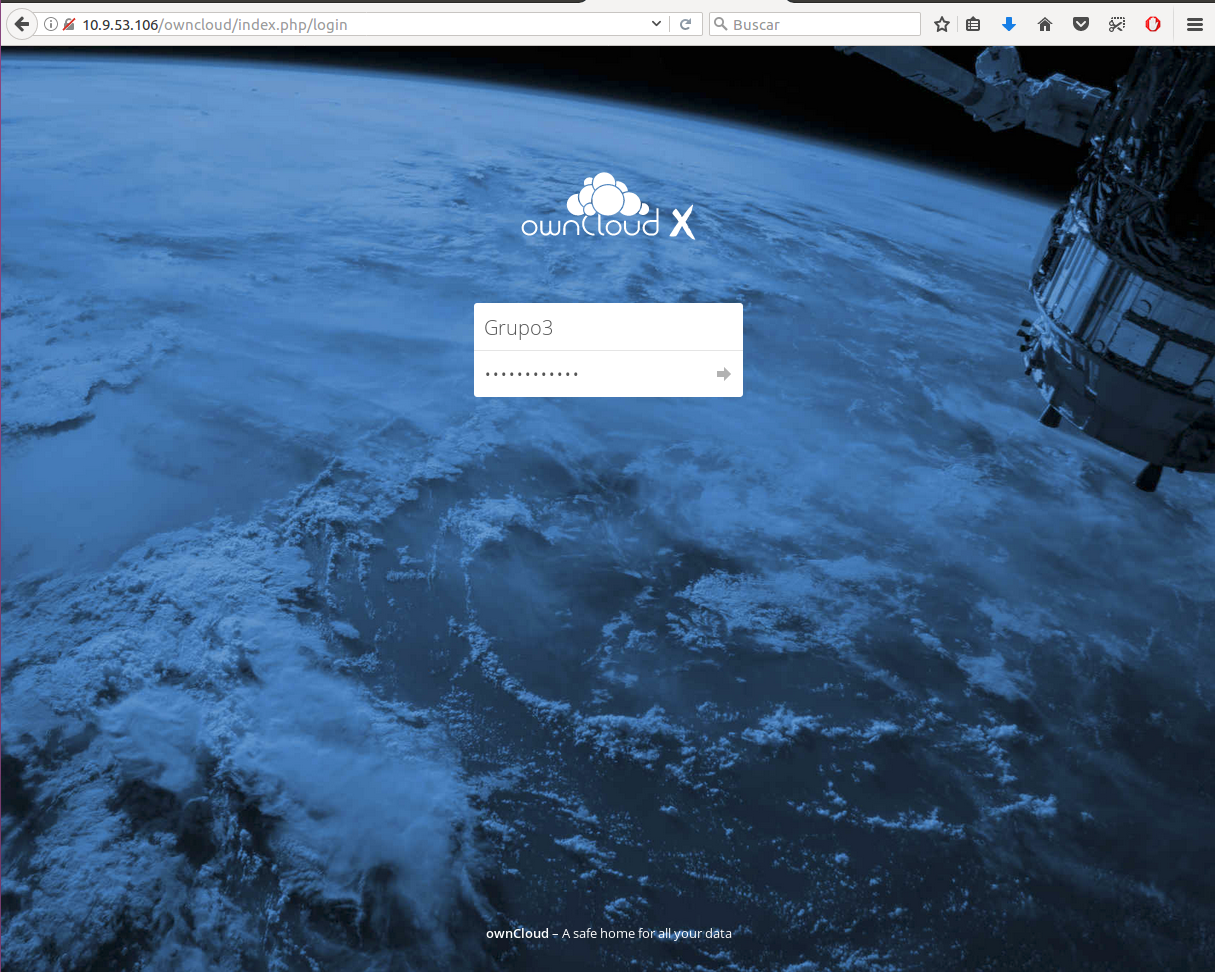 10.9.53.106/owncloud/index.php/login
Buscar
ownCloud X
Grupo3
••••••••••••
ownCloud – A safe home for all your data